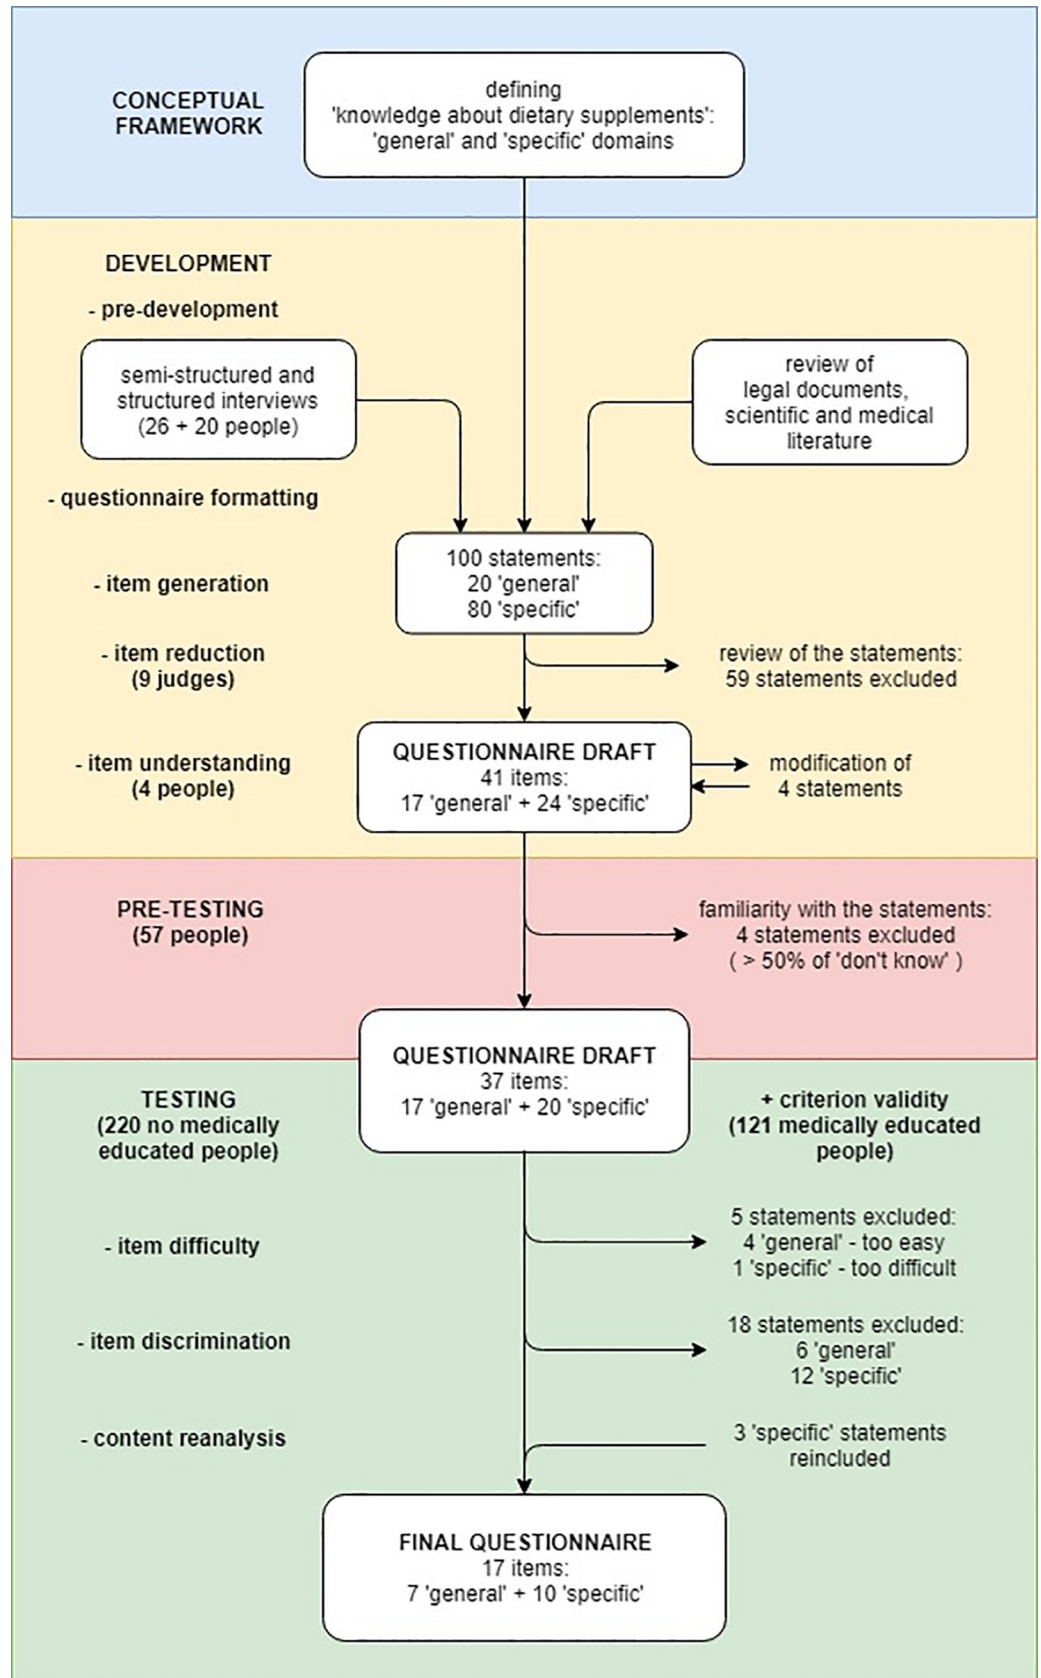 CONCEPTUAL
FRAMEWORK
defining
'knowledge about dietary supplements':
'general' and 'specific' domains
DEVELOPMENT
- pre-development
semi-structured and
structured interviews
(26 + 20 people)
review of
legal documents,
scientific and medical
literature
- questionnaire formatting
- item generation
100 statements:
20 'general'
80 'specific'
- item reduction
(9 judges)
review of the statements:
59 statements excluded
- item understanding
(4 people)
QUESTIONNAIRE DRAFT
41 items:
17 'general' + 24 'specific'
modification of
4 statements
PRE-TESTING
(57 people)
familiarity with the statements:
4 statements excluded
( > 50% of 'don't know' )
QUESTIONNAIRE DRAFT
37 items:
17 'general' + 20 'specific'
TESTING
(220 no medically
educated people)
+ criterion validity
(121 medically educated
people)
- item difficulty
5 statements excluded:
4 'general' - too easy
1 'specific' - too difficult
- item discrimination
18 statements excluded:
6 'general'
12 'specific'
- content reanalysis
3 'specific' statements
reincluded
FINAL QUESTIONNAIRE
17 items:
7 'general' + 10 'specific'